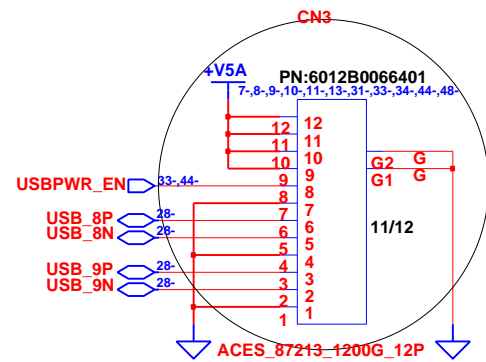 CN3
+V5A
PN:6012B0066401
7-,8-,9-,10-,11-,13-,31-,33-,34-,44-,48-
12 12
11 11
10 10
9 9
USBPWR_EN 33-,44- 8 8
7 7
USB_8P 28- 6 6
USB_8N 28- 5 5
4 4
USB_9P 28- 3 3
USB_9N 28- 2 2
1 1
G2 G
G1 G
11/12
ACES_87213_1200G_12P